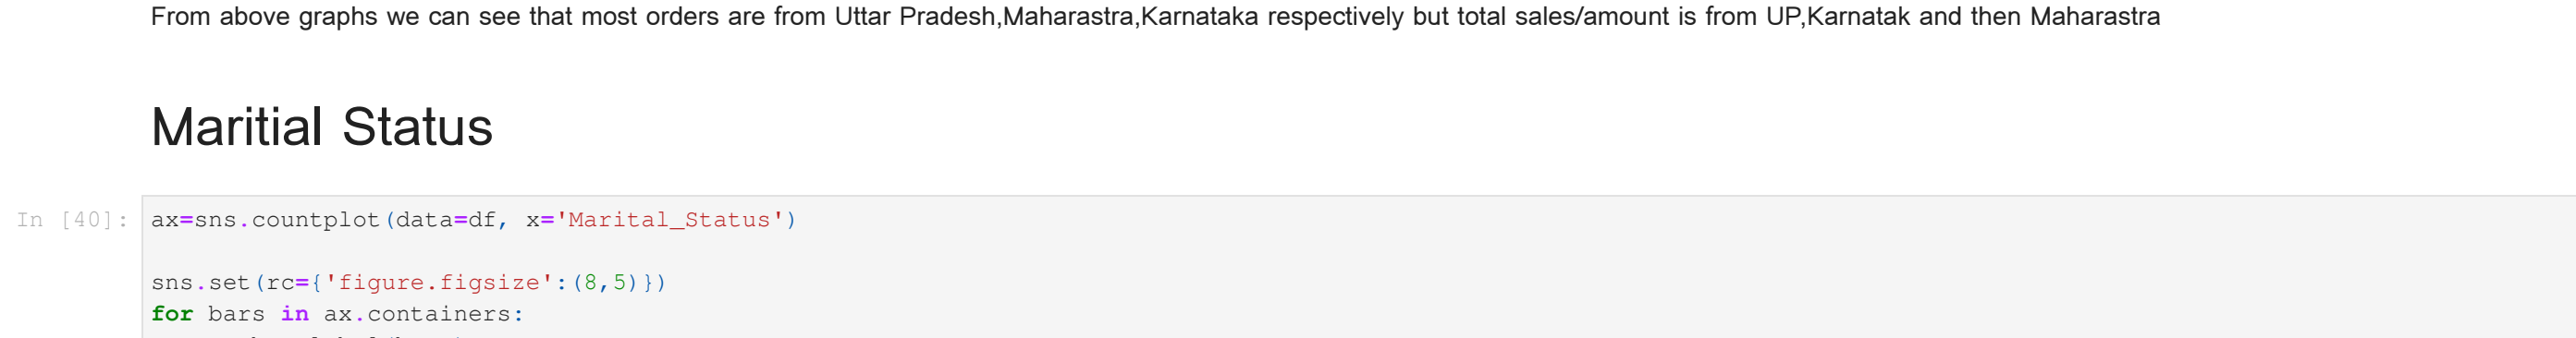 From above graphs we can see that most orders are from Uttar Pradesh,Maharastra,Karnataka respectively but total sales/amount is from UP,Karnatak and then Maharastra
Maritial Status
In [40]: ax=sns.countplot(data=df, x='Marital_Status')
sns.set(rc={'figure.figsize':(8,5)})
for bars in ax.containers: